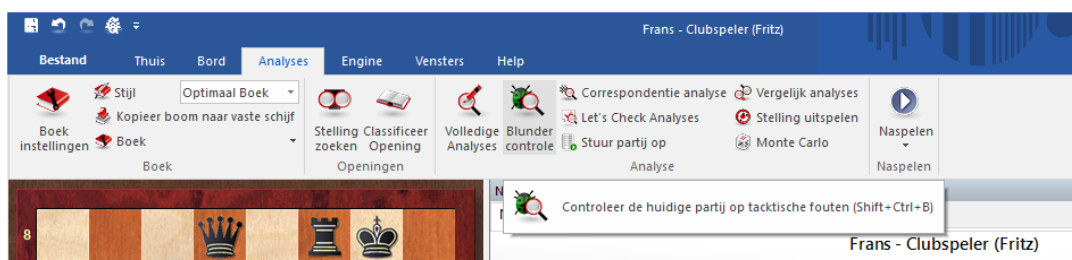 Frans - Clubspeler (Fritz)
Bestand Thuis Bord Analyses Engine Vensters Help
Boek instellingen
Stijl Optimaal Boek
Kopieer boom naar vaste schijf
Boek
Boek
Stelling zoeken
Classificeer Opening
Openingen
Volledige Analyses
Blunder controle
Correspondentie analyse
Let's Check Analyses
Stuur partij op
Vergelijk analyses
Stelling uitspelen
Monte Carlo
Analyse
Naspelen
Naspelen
N
Controleer de huidige partij op tacktische fouten (Shift+Ctrl+B)
Frans - Clubspeler (Fritz)
8